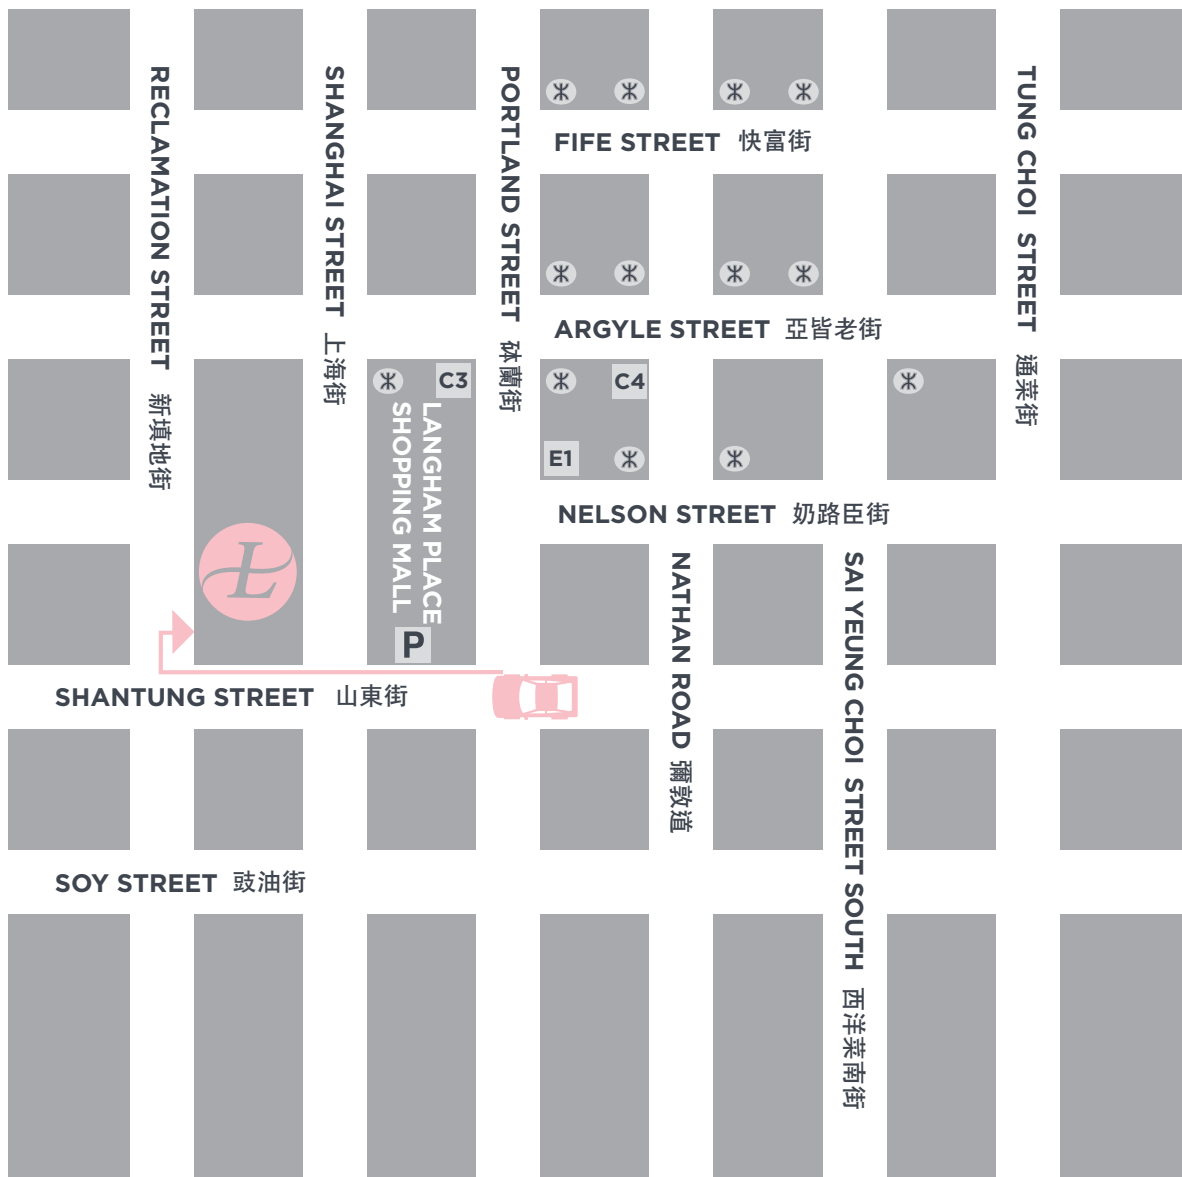 RECLAMATION STREET 新填地街
SHANGHAI STREET 上海街
PORTLAND STREET 砵蘭街
FIFE STREET 快富街
TUNG CHOI STREET 通菜街
ARGYLE STREET 亞皆老街
C3
LANGHAM PLACE
SHOPPING MALL
P
C4
E1
NELSON STREET 奶路臣街
L
NATHAN ROAD 彌敦道
SAI YEUNG CHOI STREET SOUTH 西洋菜南街
SHANTUNG STREET 山東街
SOY STREET 豉油街